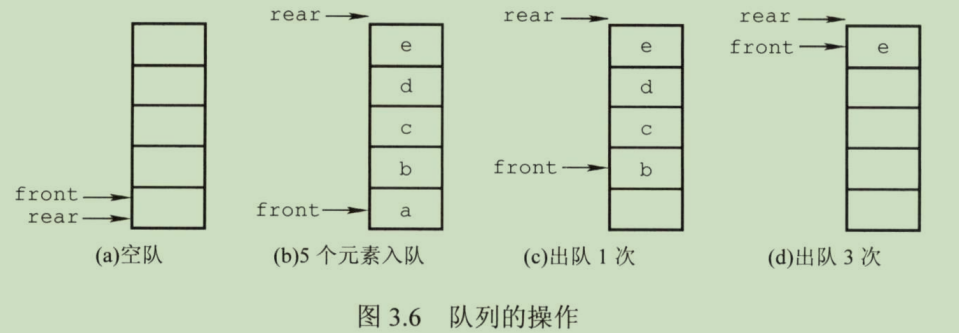 rear
e
d
c
b
front
a
rear
e
d
c
front
b
rear
front
e
front
rear
(a)空队
(b)5 个元素入队
(c)出队 1 次
(d)出队 3 次
图 3.6 队列的操作